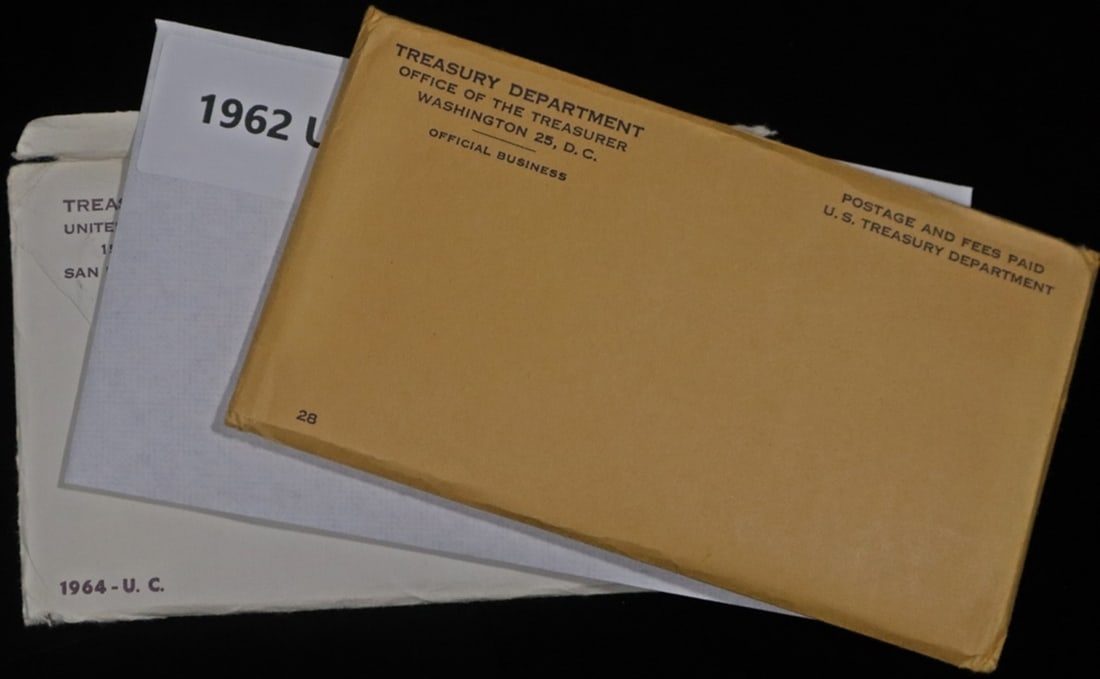 TREASURY DEPARTMENT
OFFICE OF THE TREASURER
WASHINGTON 25, D. C.
OFFICIAL BUSINESS
POSTAGE AND FEES PAID
U. S. TREASURY DEPARTMENT
28
1962 U
TREAS
UNITE
SAN
1964 - U. C.